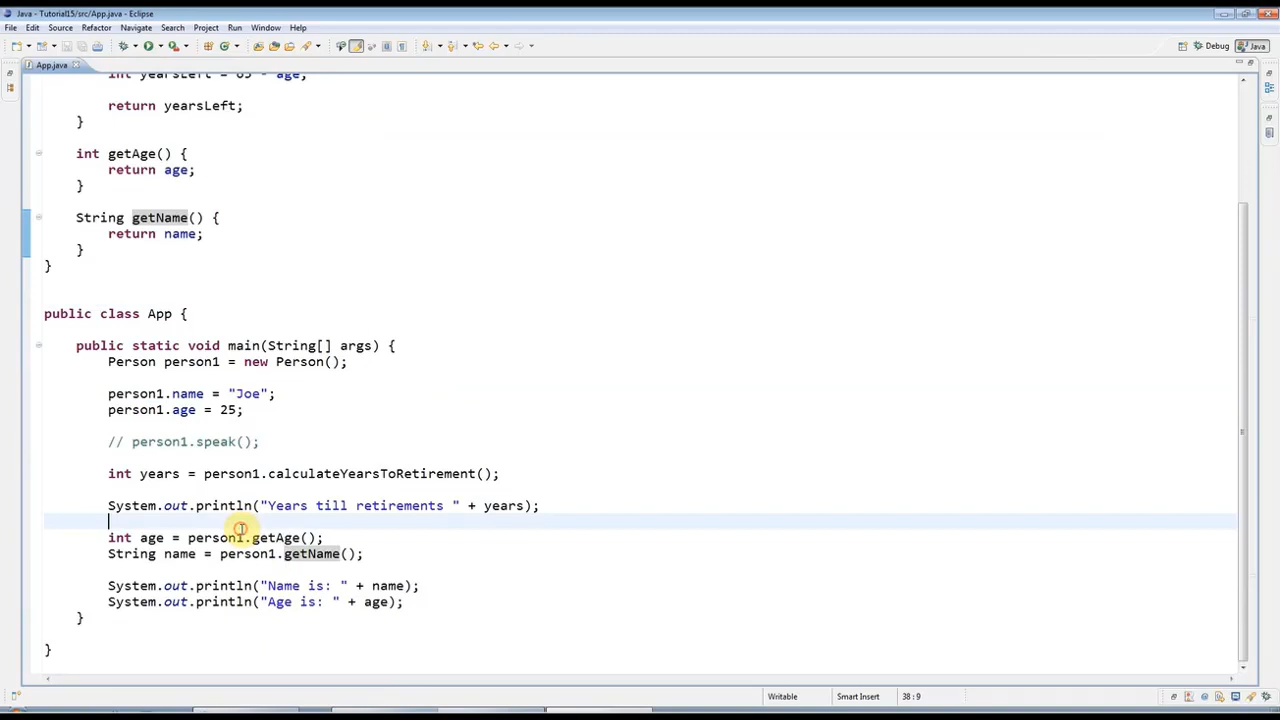 Java - Tutorial15/src/App.java - Eclipse
File Edit Source Refactor Navigate Search Project Run Window Help
Debug Java
App.java
int yearsLeft = 65 - age;
return yearsLeft;
}
int getAge() {
return age;
}
String getName() {
return name;
}
}
public class App {
public static void main(String[] args) {
Person person1 = new Person();
person1.name = "Joe";
person1.age = 25;
// person1.speak();
int years = person1.calculateYearsToRetirement();
System.out.println("Years till retirements " + years);
int age = person1.getAge();
String name = person1.getName();
System.out.println("Name is: " + name);
System.out.println("Age is: " + age);
}
}
Writable Smart Insert 38 : 9